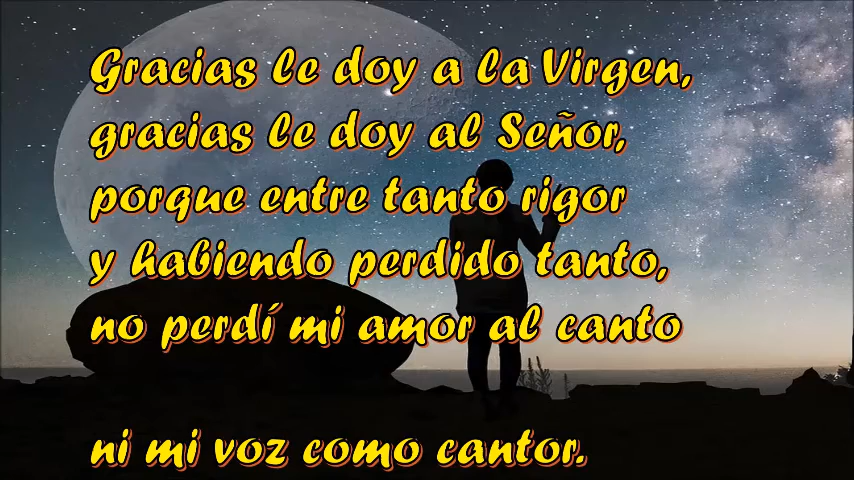 Gracias le doy a la Virgen,
gracias le doy al Señor,
porque entre tanto rigor
y habiendo perdido tanto,
no perdí mi amor al canto
ni mi voz como cantor.